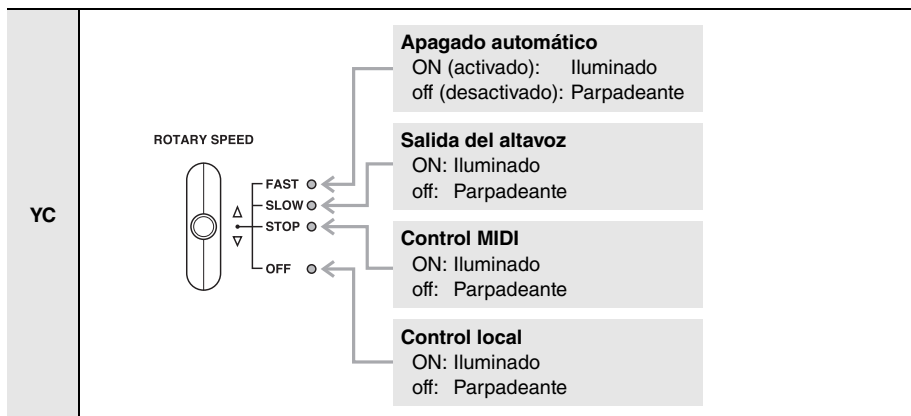 YC
ROTARY SPEED
FAST
SLOW
STOP
OFF
Apagado automático
ON (activado): Iluminado
off (desactivado): Parpadeante
Salida del altavoz
ON: Iluminado
off: Parpadeante
Control MIDI
ON: Iluminado
off: Parpadeante
Control local
ON: Iluminado
off: Parpadeante